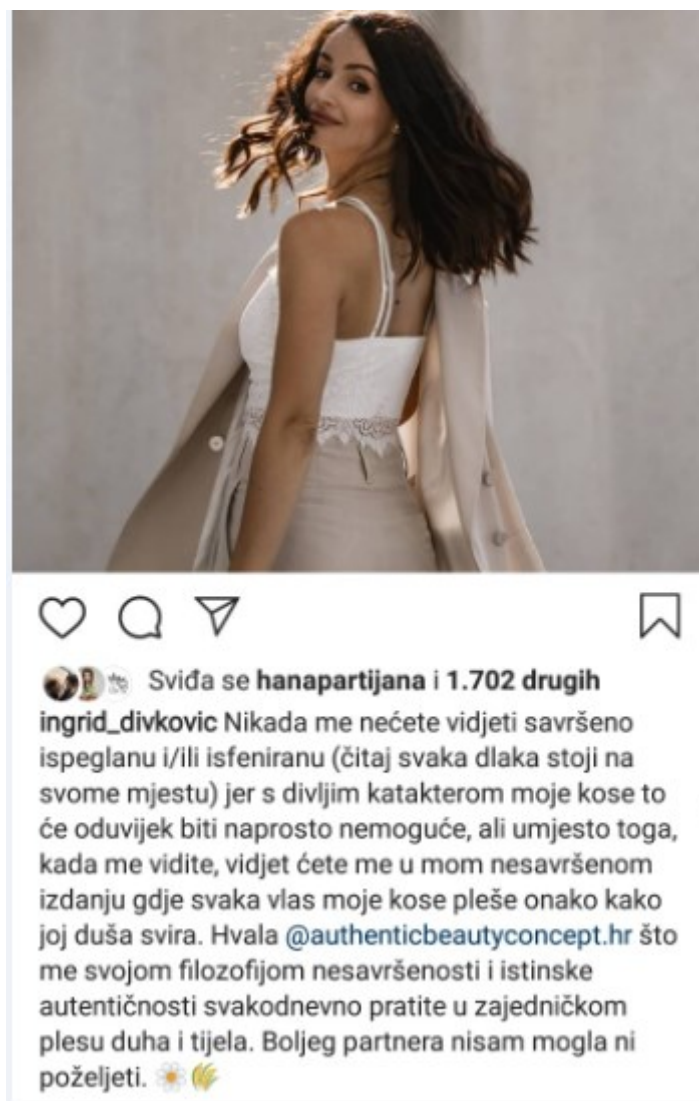 Sviđa se hanapartijana i 1.702 drugih
ingrid_divkovic Nikada me nećete vidjeti savršeno
ispeglanu i/ili isfeniranu (čitaj svaka dlaka stoji na
svome mjestu) jer s divljim katakterom moje kose to
će oduvijek biti naprosto nemoguće, ali umjesto toga,
kada me vidite, vidjet ćete me u mom nesavršenom
izdanju gdje svaka vlas moje kose pleše onako kako
joj duša svira. Hvala @authenticbeautyconcept.hr što
me svojom filozofijom nesavršenosti i istinske
autentičnosti svakodnevno pratite u zajedničkom
plesu duha i tijela. Boljeg partnera nisam mogla ni
poželjeti. 🌼🌾